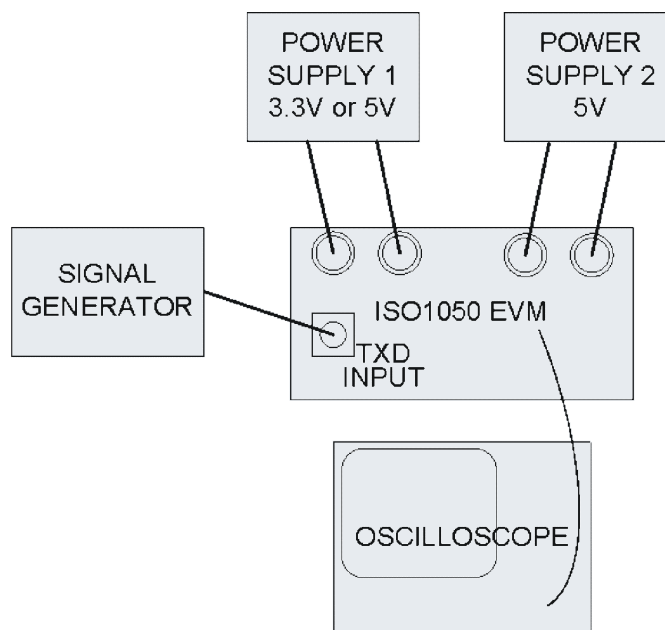 POWER
SUPPLY 1
3.3V or 5V
POWER
SUPPLY 2
5V
SIGNAL
GENERATOR
ISO1050 EVM
TXD
INPUT
OSCILLOSCOPE